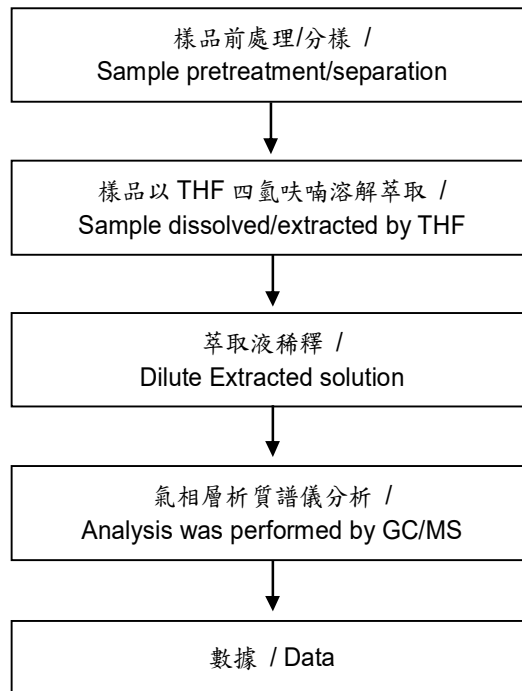 樣品前處理/分樣 /
Sample pretreatment/separation
樣品以 THF 四氫呋喃溶解萃取 /
Sample dissolved/extracted by THF
萃取液稀釋 /
Dilute Extracted solution
氣相層析質譜儀分析 /
Analysis was performed by GC/MS
數據 / Data